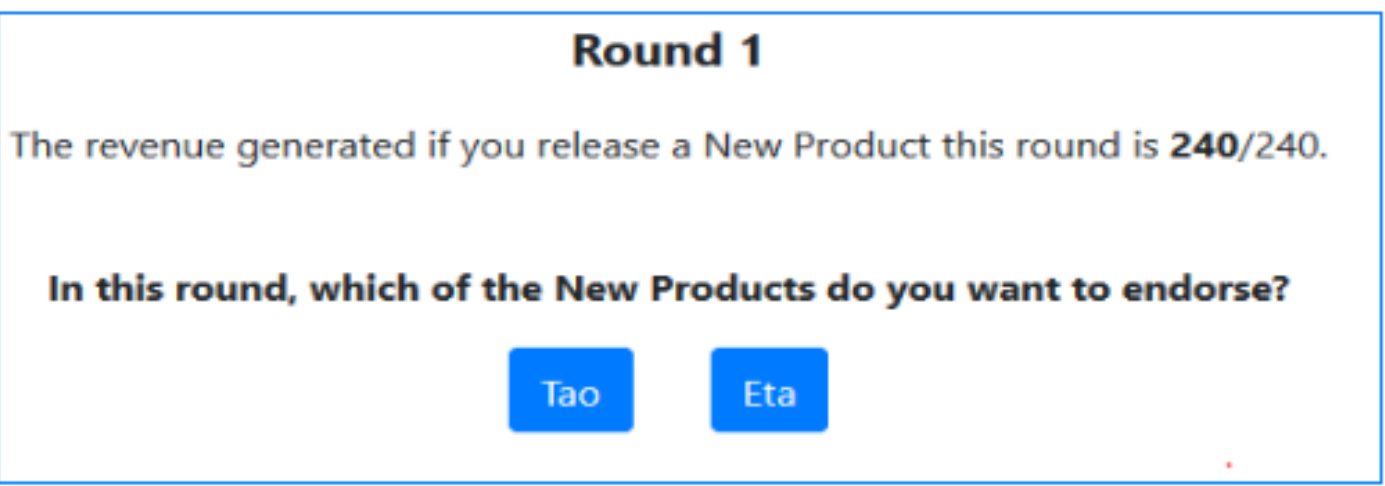 Round 1
The revenue generated if you release a New Product this round is 240/240.
In this round, which of the New Products do you want to endorse?
Tao Eta